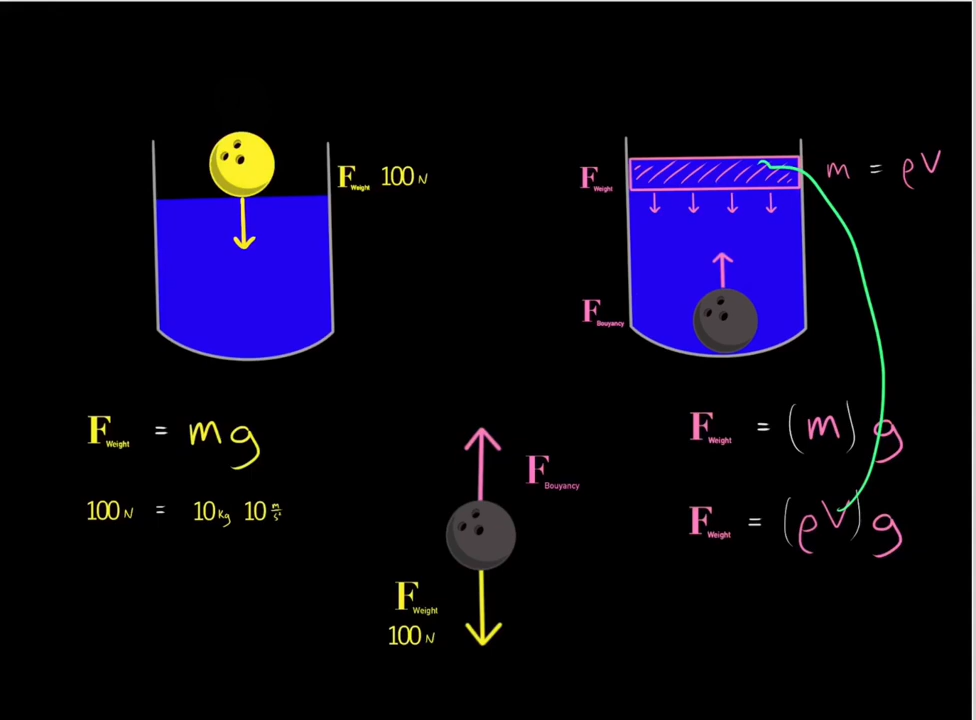 F Weight 100 N
F Weight
m = ρV
F Bouyancy
F Weight = mg
100 N = 10 kg 10 m/s²
F Bouyancy
F Weight
100 N
F Weight = (m) g
F Weight = (ρV) g